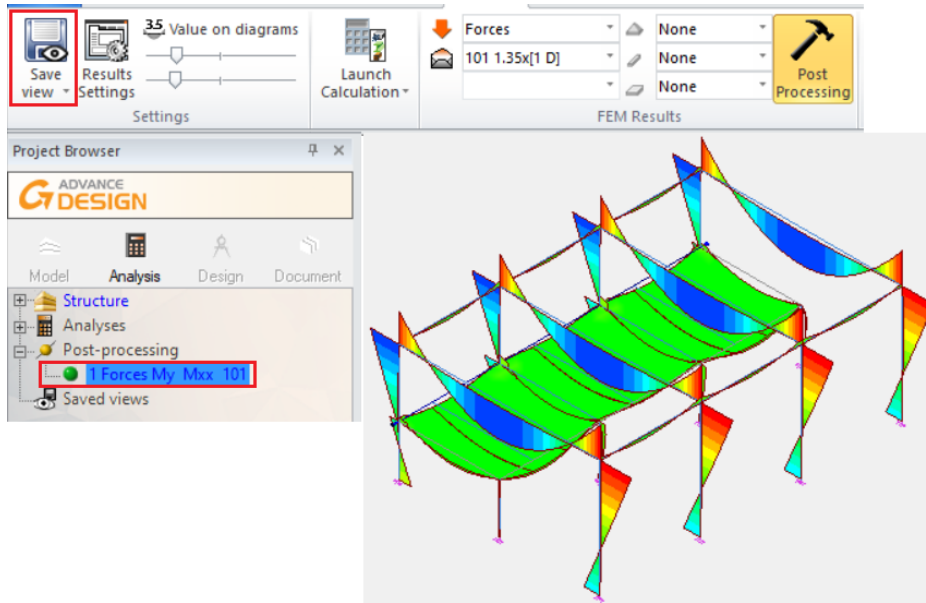 Save view
Results Settings
3.5 Value on diagrams
Settings
Launch Calculation
Forces
101 1.35x[1 D]
None
None
None
Post Processing
FEM Results
Project Browser
ADVANCE
DESIGN
Model
Analysis
Design
Document
Structure
Analyses
Post-processing
1 Forces My Mxx 101
Saved views